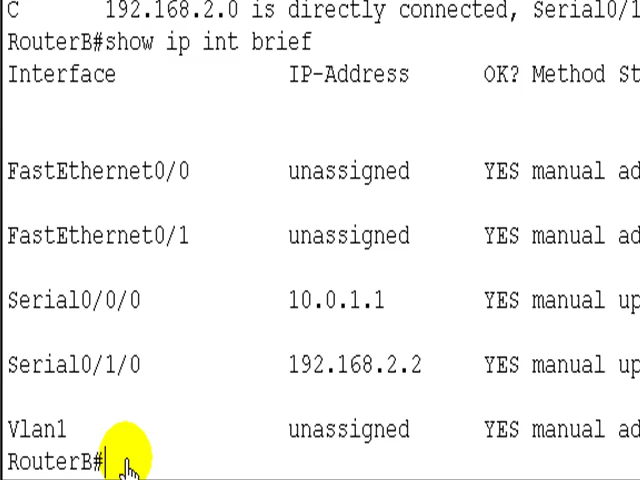 C 192.168.2.0 is directly connected, Serial0/1
RouterB#show ip int brief
Interface IP-Address OK? Method St
FastEthernet0/0 unassigned YES manual ad
FastEthernet0/1 unassigned YES manual ad
Serial0/0/0 10.0.1.1 YES manual up
Serial0/1/0 192.168.2.2 YES manual up
Vlan1 unassigned YES manual ad
RouterB#